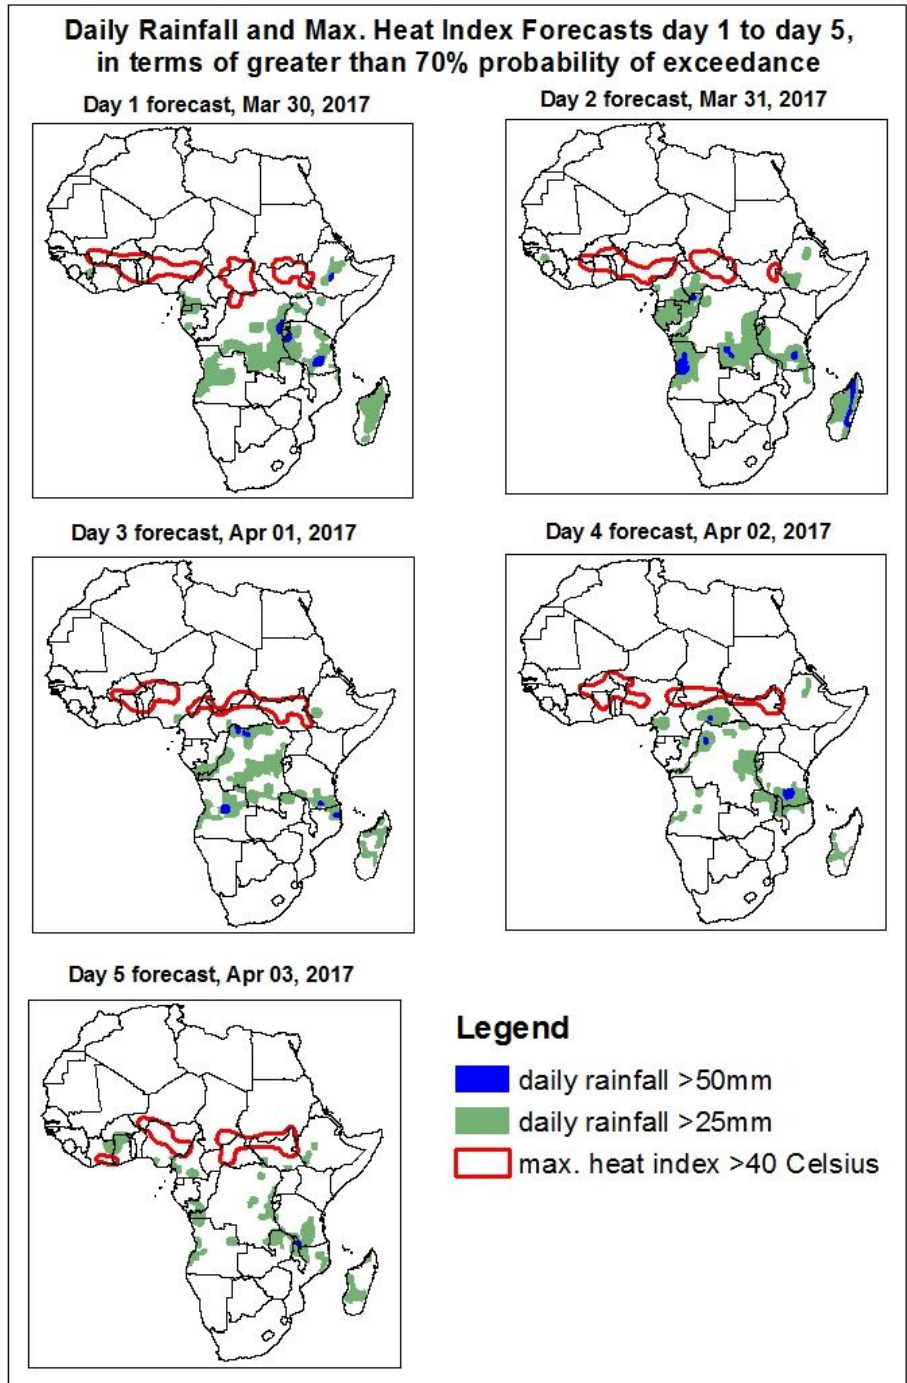 Daily Rainfall and Max. Heat Index Forecasts day 1 to day 5,
in terms of greater than 70% probability of exceedance
Day 1 forecast, Mar 30, 2017
Day 2 forecast, Mar 31, 2017
Day 3 forecast, Apr 01, 2017
Day 4 forecast, Apr 02, 2017
Day 5 forecast, Apr 03, 2017
Legend
daily rainfall >50mm
daily rainfall >25mm
max. heat index >40 Celsius